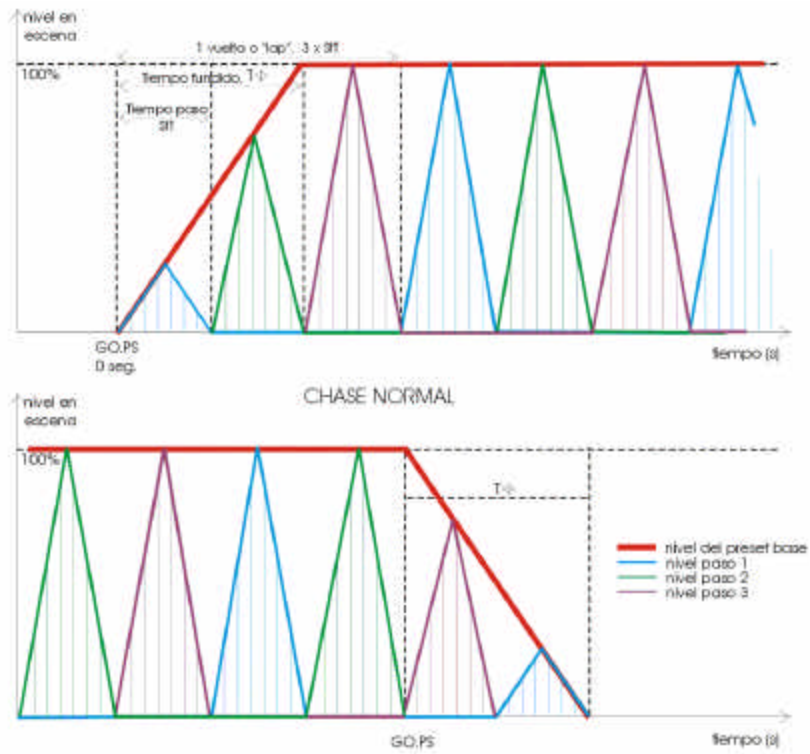 nivel en
escena
1 vuelta o "lap", 3 x Stt
100%
Tiempo fundido, T
Tiempo paso
Stt
GO.PS
0 seg.
tiempo (s)
CHASE NORMAL
nivel en
escena
100%
T
nivel del preset base
nivel paso 1
nivel paso 2
nivel paso 3
GO.PS
tiempo (s)